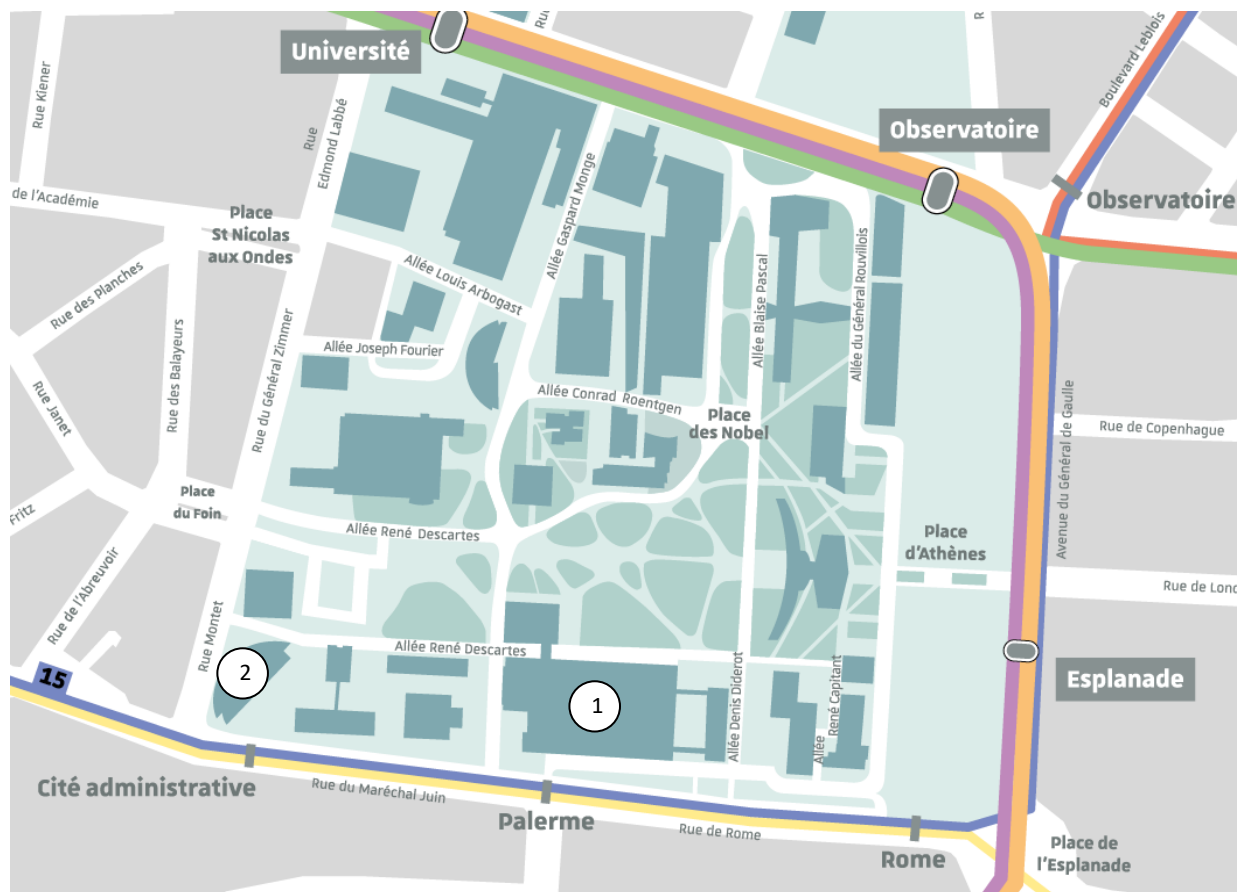 Rue Kiener
Rue
Rue
R
Université
Rue
Edmond Labbé
Boulevard Leblois
Observatoire
Observatoire
de l'Académie
Place
St Nicolas
aux Ondes
Allée Gaspard Monge
Allée Louis Arbogast
Allée Blaise Pascal
Allée du Général Rouvillois
Rue des Planches
Rue des Balayeurs
Rue du Général Zimmer
Allée Joseph Fourier
Rue Janet
Allée Conrad Roentgen
Place
des Nobel
Avenue du Général de Gaulle
Rue de Copenhague
Place
du Foin
Fritz
Allée René Descartes
Place
d'Athènes
Rue de l'Abreuvoir
Rue de Lond
Rue Montet
Allée René Descartes
2
15
1
Allée Denis Diderot
Allée
René Capitant
Esplanade
Cité administrative
Rue du Maréchal Juin
Palerme
Rue de Rome
Rome
Place de
l'Esplanade